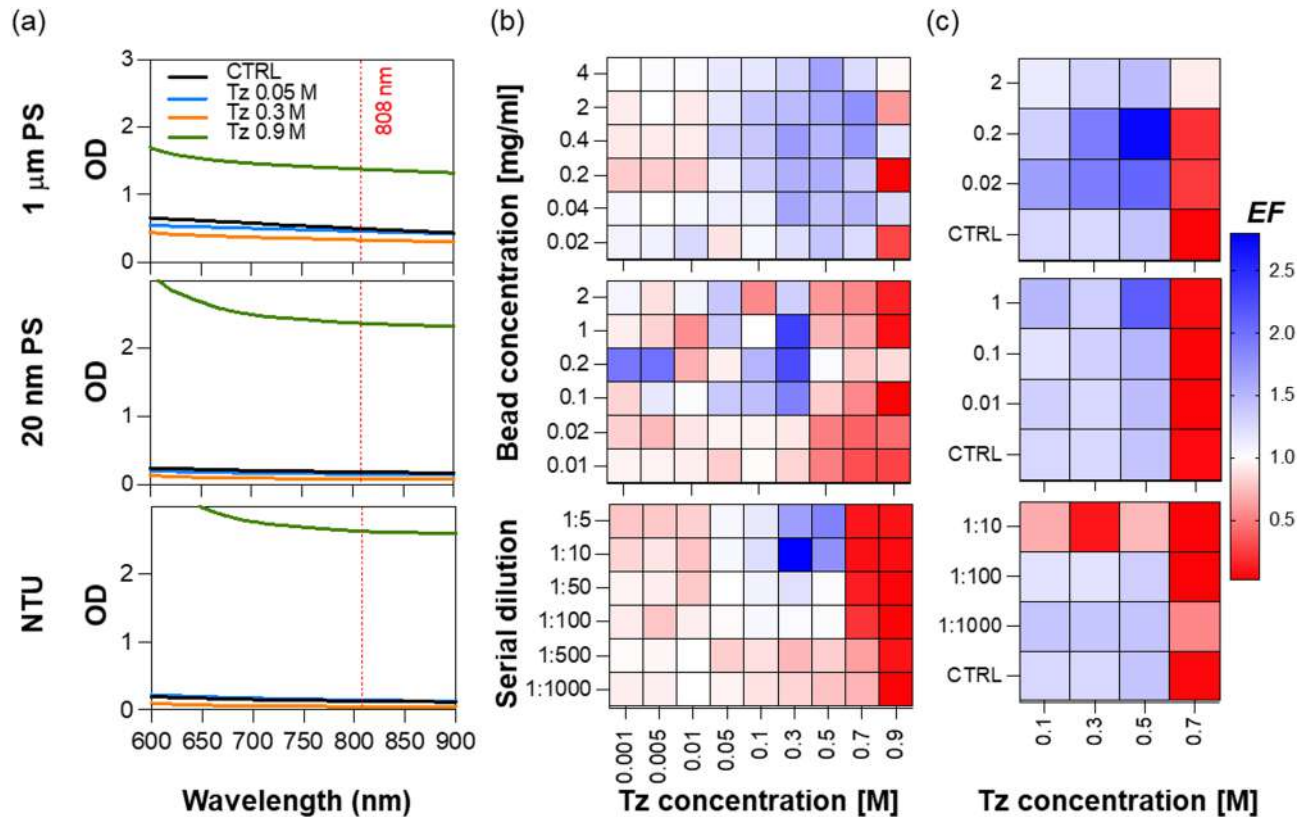 (a)
(b)
(c)
1 μm PS
OD
3
2
1
0
CTRL
Tz 0.05 M
Tz 0.3 M
Tz 0.9 M
808 nm
20 nm PS
OD
2
1
0
NTU
OD
2
1
0
600 650 700 750 800 850 900
Wavelength (nm)
Bead concentration [mg/ml]
4
2
0.4
0.2
0.04
0.02
2
1
0.2
0.1
0.02
0.01
Serial dilution
1:5
1:10
1:50
1:100
1:500
1:1000
0.001 0.005 0.01 0.05 0.1 0.3 0.5 0.7 0.9
Tz concentration [M]
2
0.2
0.02
CTRL
1
0.1
0.01
CTRL
1:10
1:100
1:1000
CTRL
0.1 0.3 0.5 0.7
Tz concentration [M]
EF
2.5
2.0
1.5
1.0
0.5